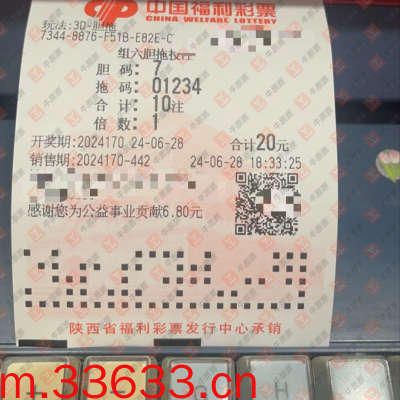 中国福利彩票
CHINA WELFARE LOTTERY
玩法:3D-胆拖
7344-8876-F51B-E82E-C
组六胆拖投注
胆 码: 7
拖 码: 01234
合 计: 10注
倍 数: 1
开奖期: 2024170 24-06-28 合计20元
销售期: 2024170-442 24-06-28 18:33:25
感谢您为公益事业贡献6.80元
陕西省福利彩票发行中心承销
m.33633.cn